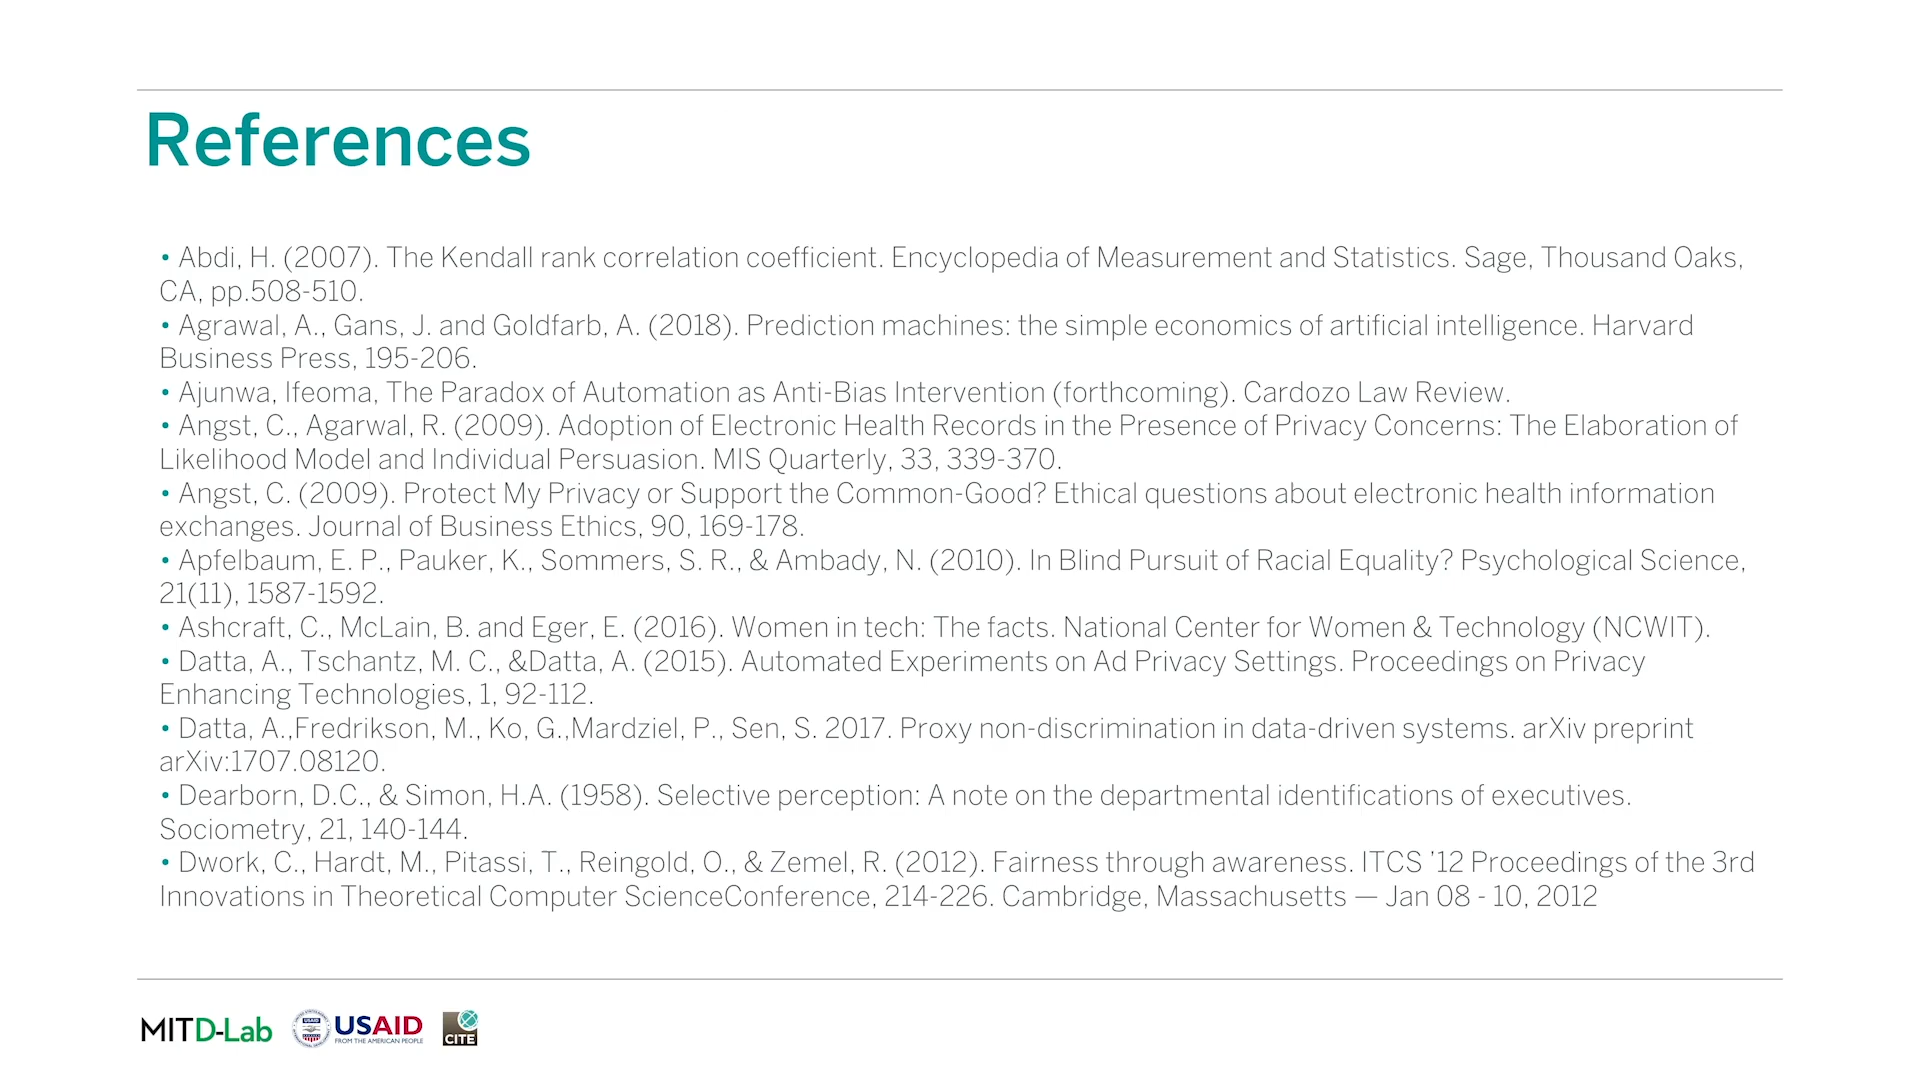 References
• Abdi, H. (2007). The Kendall rank correlation coefficient. Encyclopedia of Measurement and Statistics. Sage, Thousand Oaks,
CA, pp.508-510.
• Agrawal, A., Gans, J. and Goldfarb, A. (2018). Prediction machines: the simple economics of artificial intelligence. Harvard
Business Press, 195-206.
• Ajunwa, Ifeoma, The Paradox of Automation as Anti-Bias Intervention (forthcoming). Cardozo Law Review.
• Angst, C., Agarwal, R. (2009). Adoption of Electronic Health Records in the Presence of Privacy Concerns: The Elaboration of
Likelihood Model and Individual Persuasion. MIS Quarterly, 33, 339-370.
• Angst, C. (2009). Protect My Privacy or Support the Common-Good? Ethical questions about electronic health information
exchanges. Journal of Business Ethics, 90, 169-178.
• Apfelbaum, E. P., Pauker, K., Sommers, S. R., & Ambady, N. (2010). In Blind Pursuit of Racial Equality? Psychological Science,
21(11), 1587-1592.
• Ashcraft, C., McLain, B. and Eger, E. (2016). Women in tech: The facts. National Center for Women & Technology (NCWIT).
• Datta, A., Tschantz, M. C., &Datta, A. (2015). Automated Experiments on Ad Privacy Settings. Proceedings on Privacy
Enhancing Technologies, 1, 92-112.
• Datta, A.,Fredrikson, M., Ko, G.,Mardziel, P., Sen, S. 2017. Proxy non-discrimination in data-driven systems. arXiv preprint
arXiv:1707.08120.
• Dearborn, D.C., & Simon, H.A. (1958). Selective perception: A note on the departmental identifications of executives.
Sociometry, 21, 140-144.
• Dwork, C., Hardt, M., Pitassi, T., Reingold, O., & Zemel, R. (2012). Fairness through awareness. ITCS ’12 Proceedings of the 3rd
Innovations in Theoretical Computer ScienceConference, 214-226. Cambridge, Massachusetts — Jan 08 - 10, 2012
MIT D-Lab
USAID
FROM THE AMERICAN PEOPLE
CITE